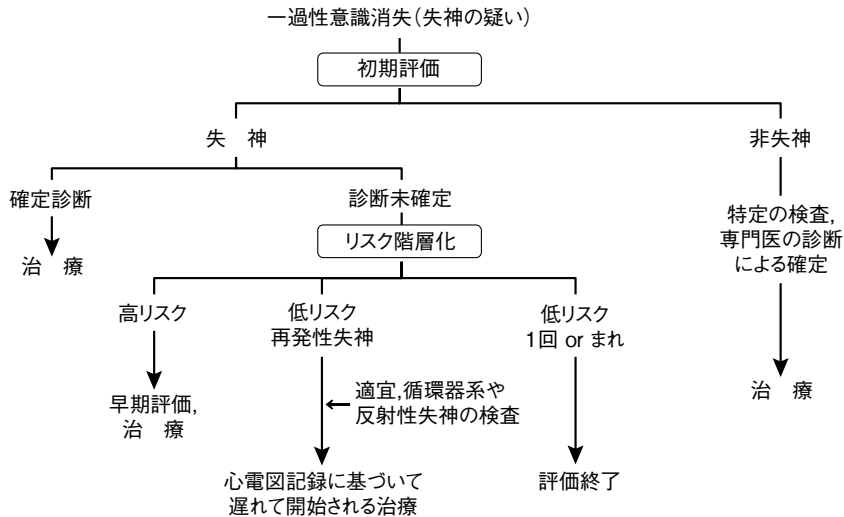 一過性意識消失(失神の疑い)
初期評価
失　神
非失神
確定診断
診断未確定
治　療
リスク階層化
特定の検査,
専門医の診断
による確定
高リスク
低リスク
再発性失神
低リスク
1回 or まれ
早期評価,
治　療
適宜,循環器系や
反射性失神の検査
治　療
心電図記録に基づいて
遅れて開始される治療
評価終了